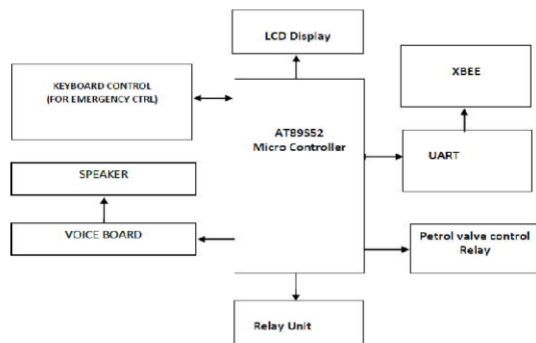 LCD Display
XBEE
KEYBOARD CONTROL
(FOR EMERGENCY CTRL)
AT89S52
Micro Controller
UART
SPEAKER
VOICE BOARD
Petrol valve control
Relay
Relay Unit